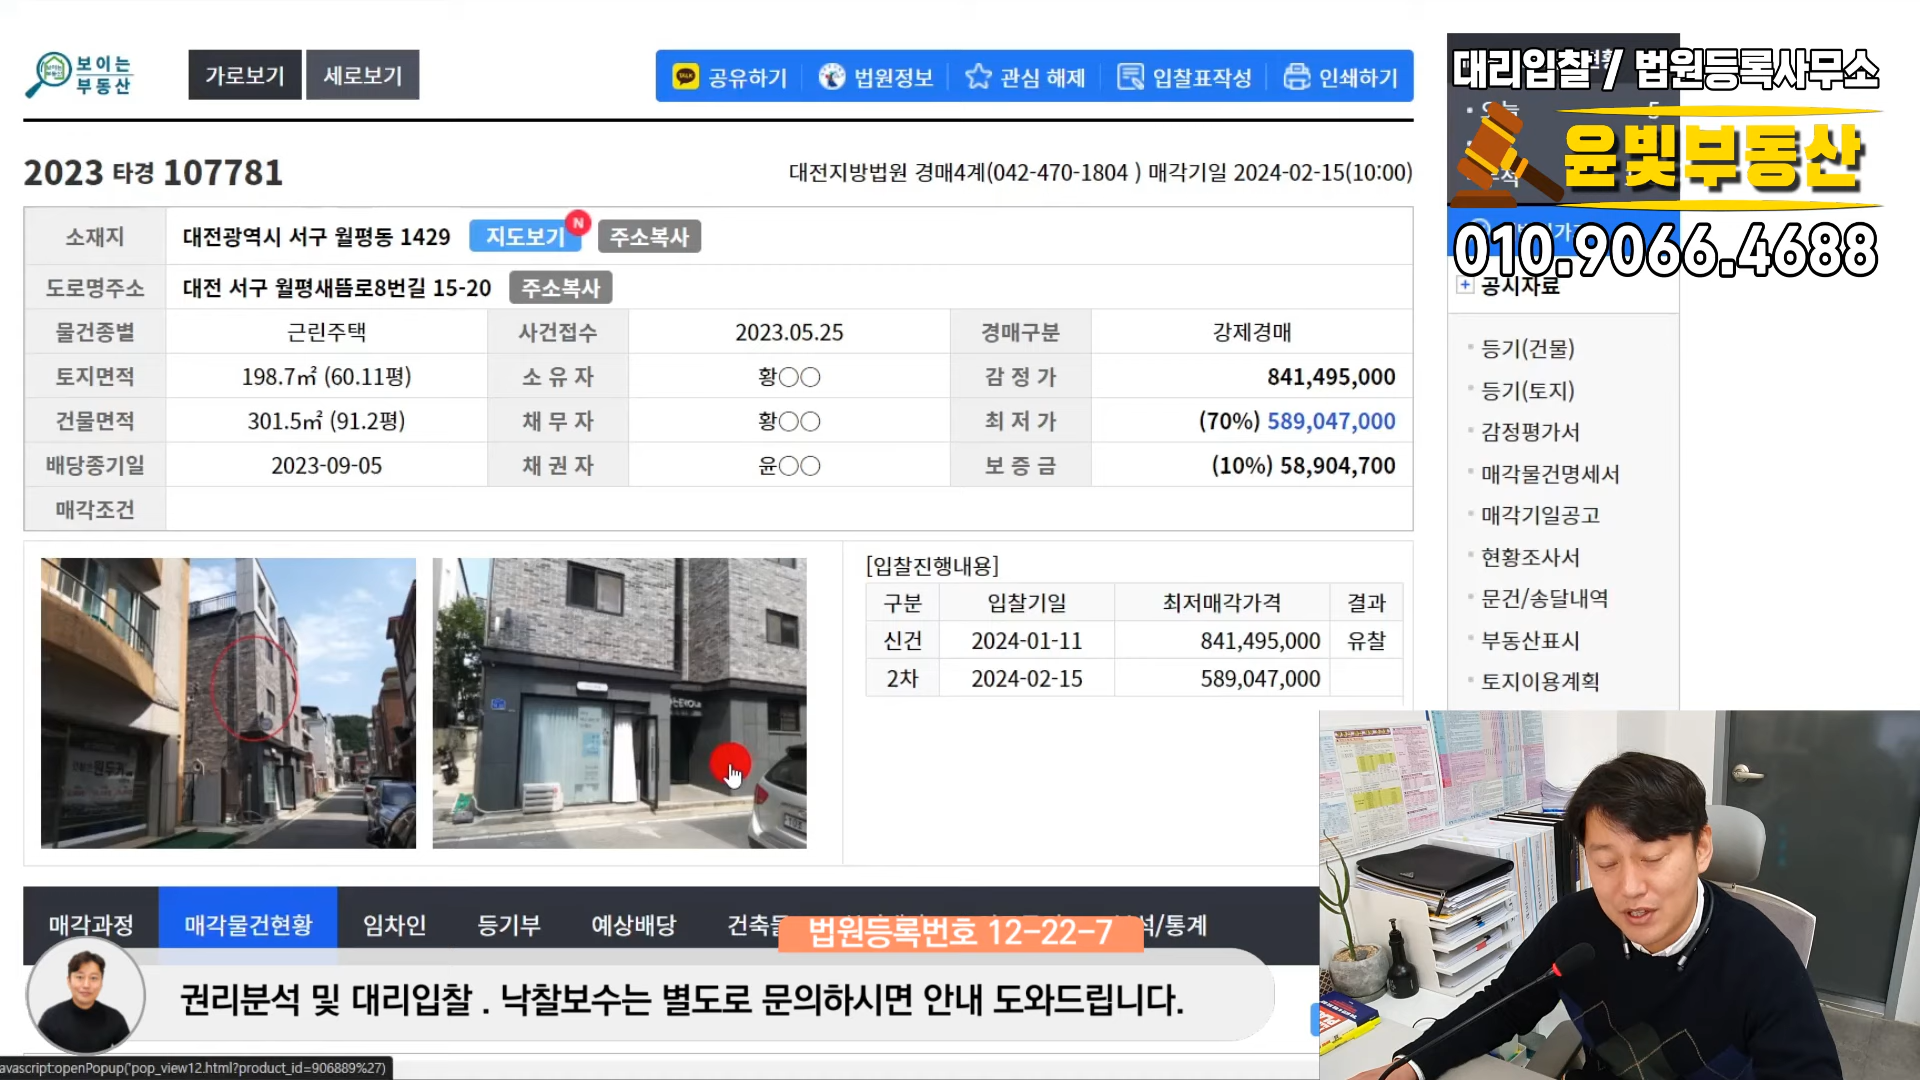 보이는
부동산
가로보기
세로보기
공유하기
법원정보
관심 해제
입찰표작성
인쇄하기
대리입찰 / 법원등록사무소
윤빛부동산
010.9066.4688
2023 타경 107781
대전지방법원 경매4계(042-470-1804 ) 매각기일 2024-02-15(10:00)
소재지
대전광역시 서구 월평동 1429
지도보기
N
주소복사
도로명주소
대전 서구 월평새뜸로8번길 15-20
주소복사
물건종별 근린주택 사건접수 2023.05.25 경매구분 강제경매
토지면적 198.7㎡ (60.11평) 소 유 자 황○○ 감 정 가 841,495,000
건물면적 301.5㎡ (91.2평) 채 무 자 황○○ 최 저 가 (70%) 589,047,000
배당종기일 2023-09-05 채 권 자 윤○○ 보 증 금 (10%) 58,904,700
매각조건
[입찰진행내용]
구분 입찰기일 최저매각가격 결과
신건 2024-01-11 841,495,000 유찰
2차 2024-02-15 589,047,000
공시자료
등기(건물)
등기(토지)
감정평가서
매각물건명세서
매각기일공고
현황조사서
문건/송달내역
부동산표시
토지이용계획
매각과정
매각물건현황
임차인
등기부
예상배당
법원등록번호 12-22-7
권리분석 및 대리입찰 . 낙찰보수는 별도로 문의하시면 안내 도와드립니다.
avascript:openPopup('pop_view12.html?product_id=906889%27)